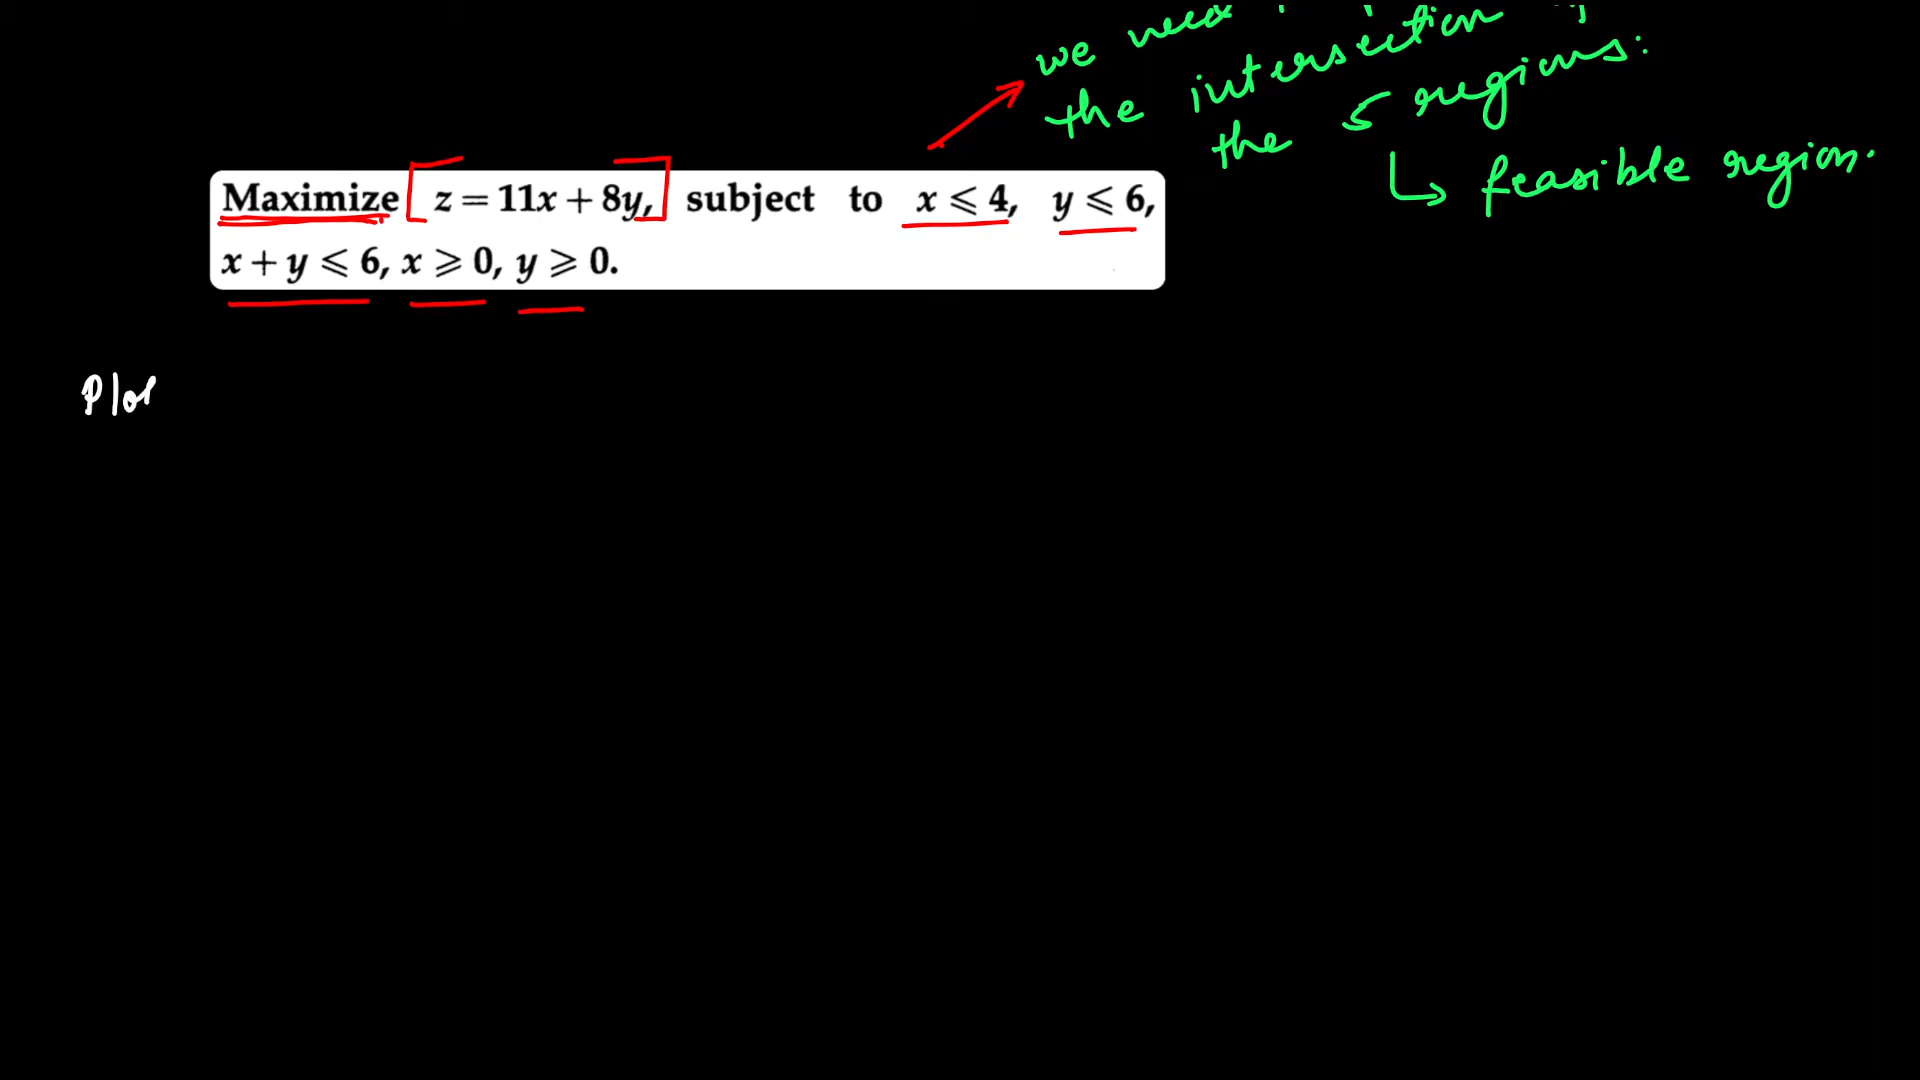 we need
the intersection
the 5 regions:
↳ feasible region.
Maximize z = 11x + 8y, subject to x ⩽ 4, y ⩽ 6,
x + y ⩽ 6, x ⩾ 0, y ⩾ 0.
Plot